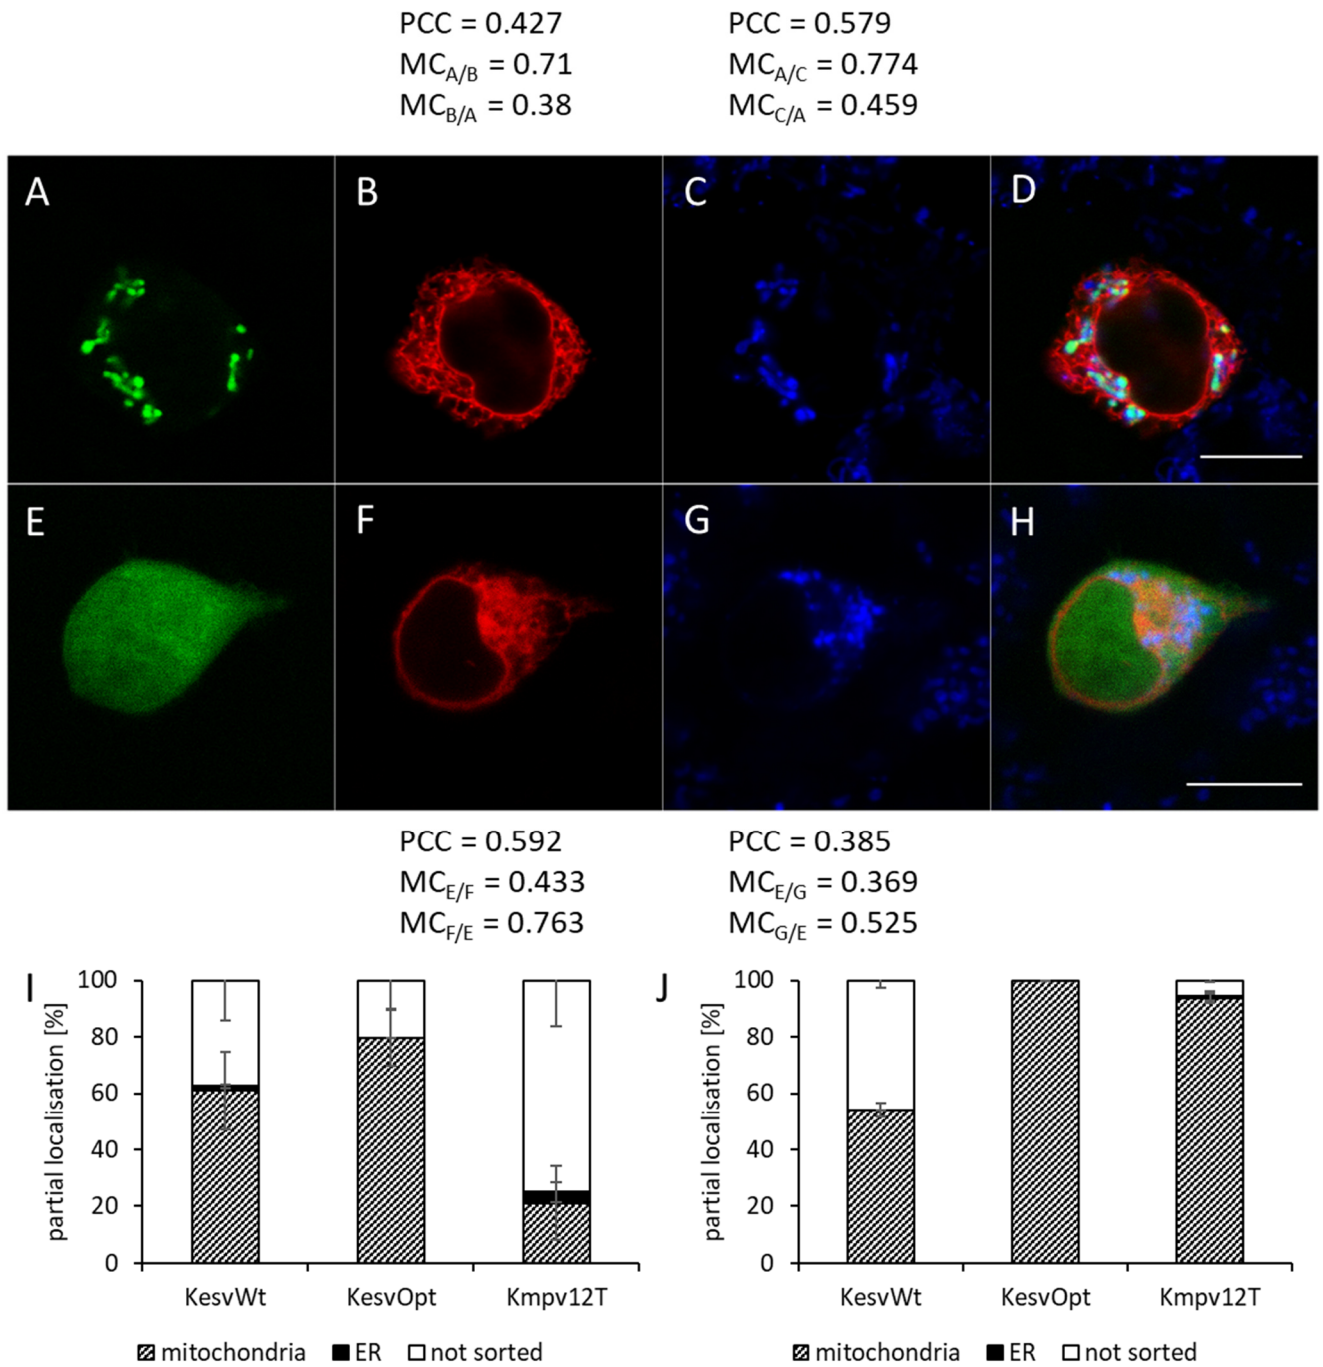 PCC = 0.427
MCA/B = 0.71
MCB/A = 0.38
PCC = 0.579
MCA/C = 0.774
MCC/A = 0.459
A
B
C
D
E
F
G
H
PCC = 0.592
MCE/F = 0.433
MCF/E = 0.763
PCC = 0.385
MCE/G = 0.369
MCG/E = 0.525
I
partial localisation [%]
100
80
60
40
20
0
KesvWt KesvOpt Kmpv12T
mitochondria ER not sorted
J
partial localisation [%]
100
80
60
40
20
0
KesvWt KesvOpt Kmpv12T
mitochondria ER not sorted